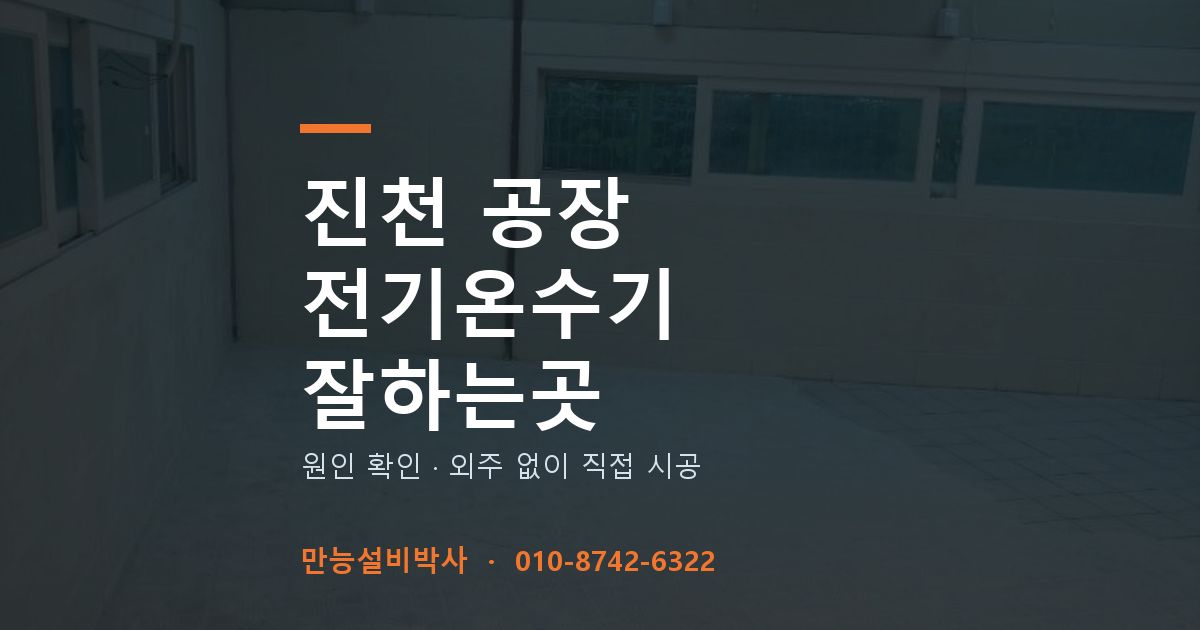 진천 공장
전기온수기
잘하는곳
원인 확인 · 외주 없이 직접 시공
만능설비박사 · 010-8742-6322